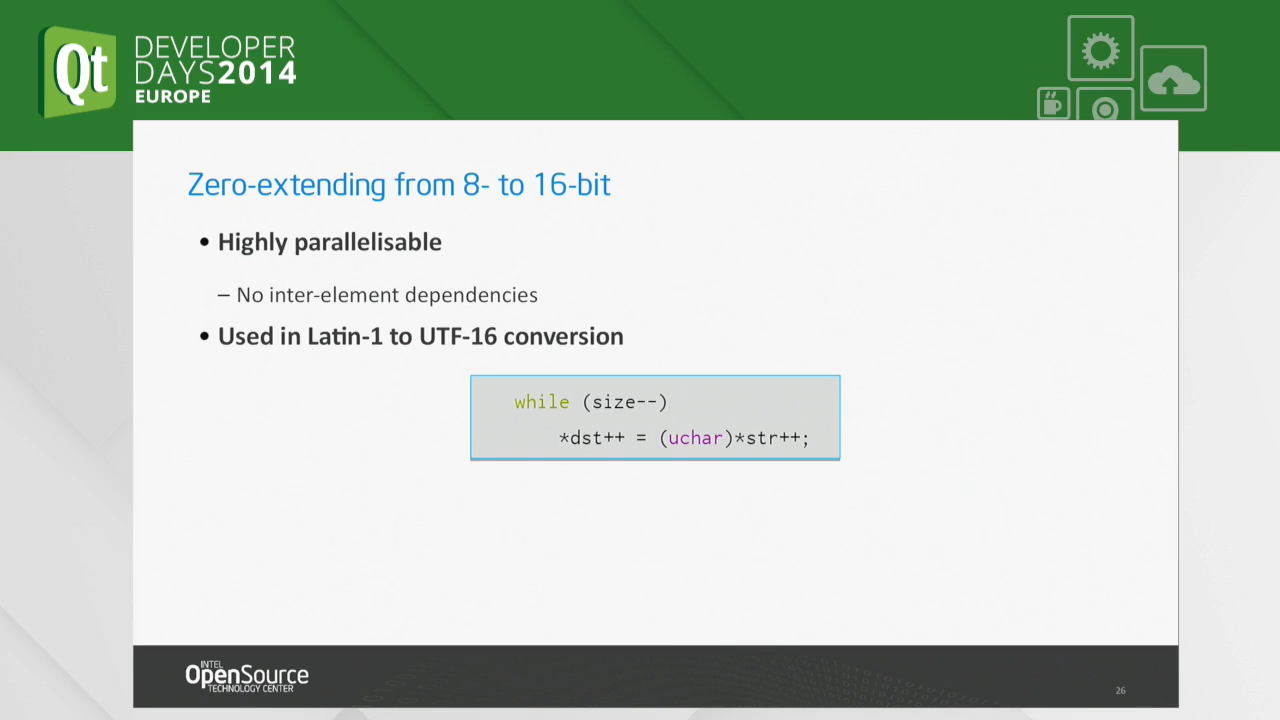 Qt
DEVELOPER
DAYS2014
EUROPE
Zero-extending from 8- to 16-bit
• Highly parallelisable
– No inter-element dependencies
• Used in Latin-1 to UTF-16 conversion
while (size--)
*dst++ = (uchar)*str++;
INTEL
OpenSource
TECHNOLOGY CENTER
26